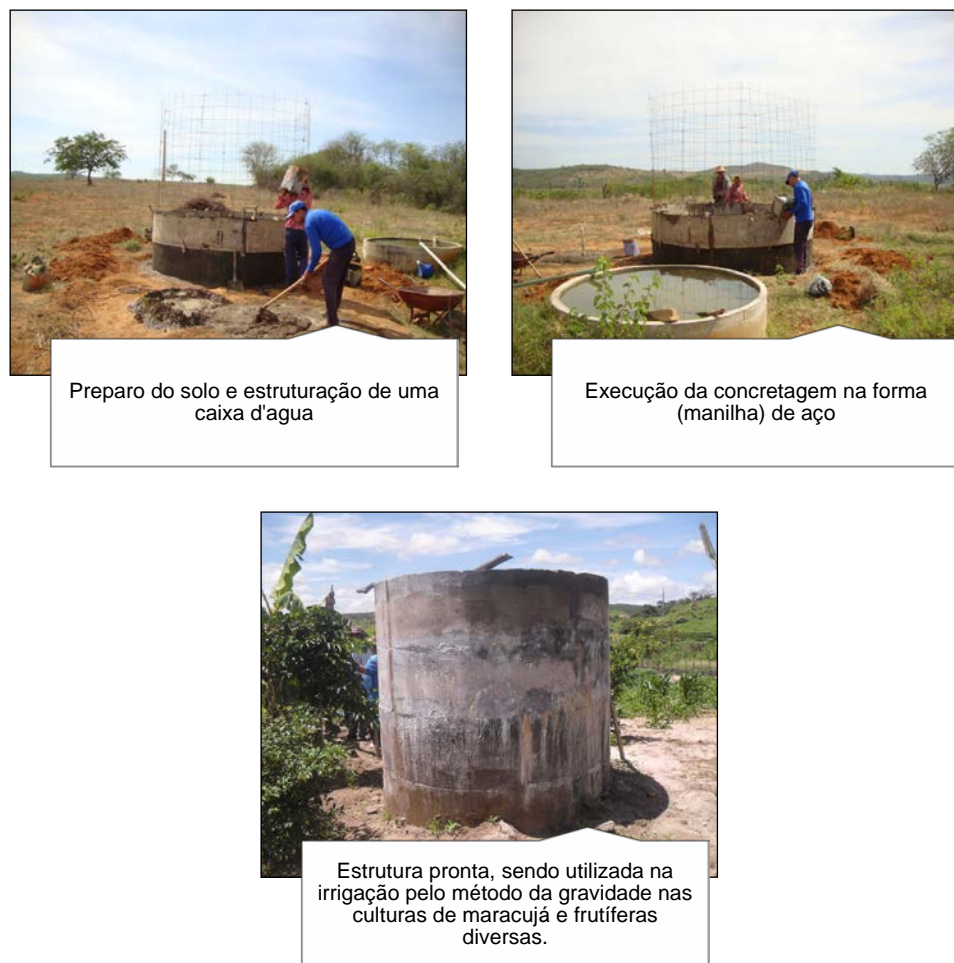 Preparo do solo e estruturação de uma
caixa d'agua
Execução da concretagem na forma
(manilha) de aço
Estrutura pronta, sendo utilizada na
irrigação pelo método da gravidade nas
culturas de maracujá e frutíferas
diversas.